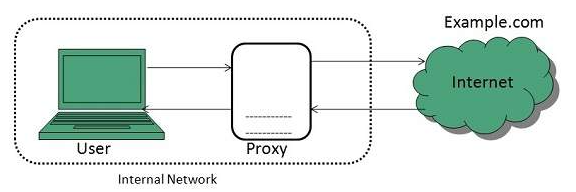 Example.com
Internet
User
Proxy
Internal Network